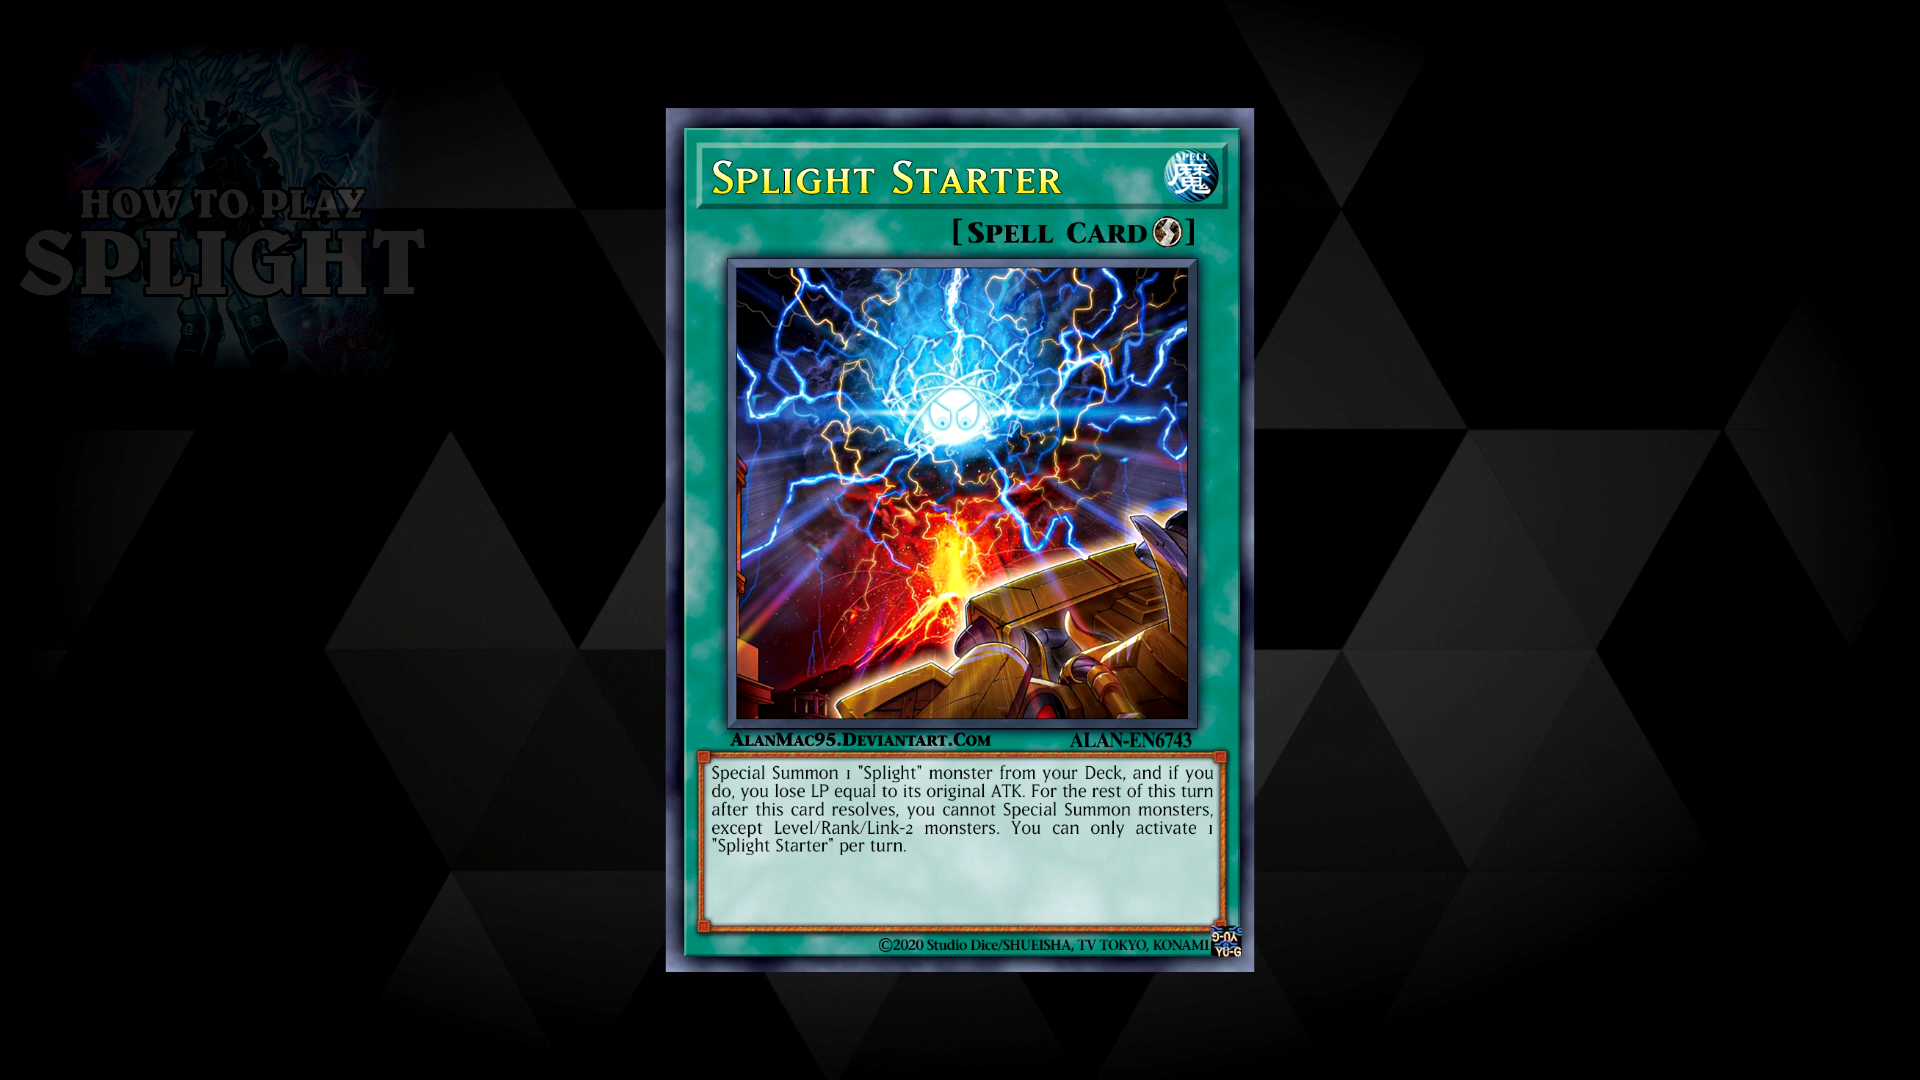 HOW TO PLAY
SPLIGHT
SPLIGHT STARTER
SPELL
魔
[SPELL CARD]
ALANMAC95.DEVIANTART.COM ALAN-EN6743
Special Summon 1 "Splight" monster from your Deck, and if you
do, you lose LP equal to its original ATK. For the rest of this turn
after this card resolves, you cannot Special Summon monsters,
except Level/Rank/Link-2 monsters. You can only activate 1
"Splight Starter" per turn.
©2020 Studio Dice/SHUEISHA, TV TOKYO, KONAMI
YU-G
YU-G